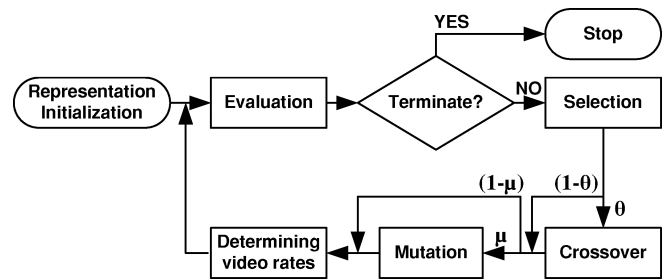 YES
Stop
Representation
Initialization
Evaluation
Terminate?
NO
Selection
(1-μ)
(1-θ)
θ
Determining
video rates
Mutation
μ
Crossover